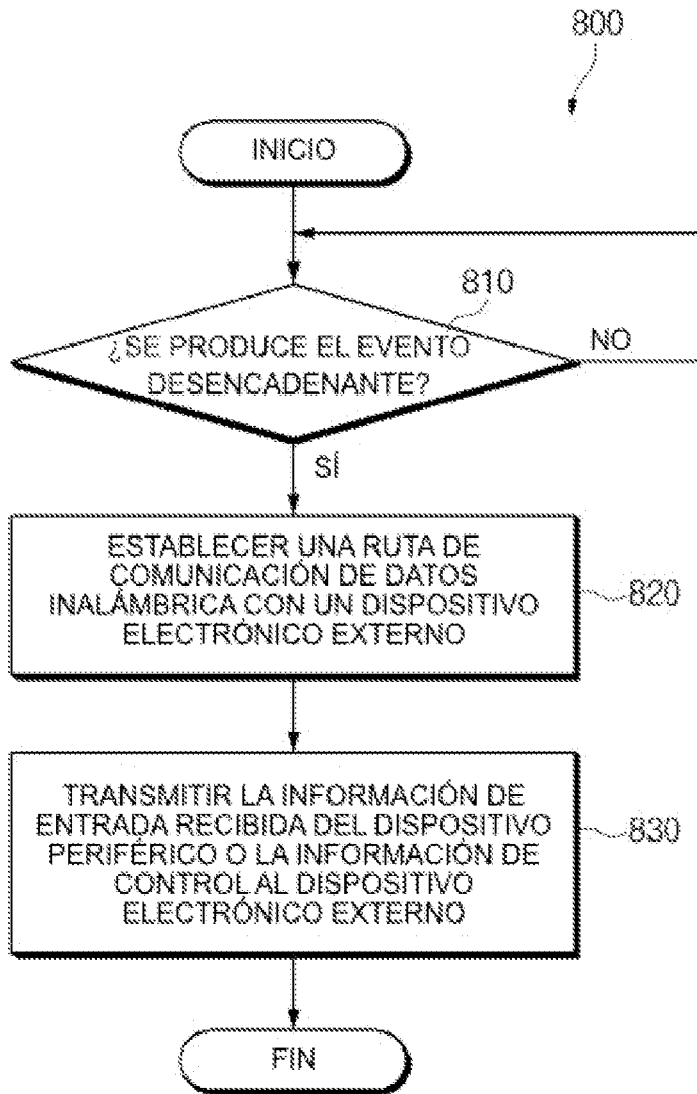 800
INICIO
810
¿SE PRODUCE EL EVENTO
DESENCADENANTE?
NO
SÍ
ESTABLECER UNA RUTA DE
COMUNICACIÓN DE DATOS
INALÁMBRICA CON UN DISPOSITIVO
ELECTRÓNICO EXTERNO
820
TRANSMITIR LA INFORMACIÓN DE
ENTRADA RECIBIDA DEL DISPOSITIVO
PERIFÉRICO O LA INFORMACIÓN DE
CONTROL AL DISPOSITIVO
ELECTRÓNICO EXTERNO
830
FIN